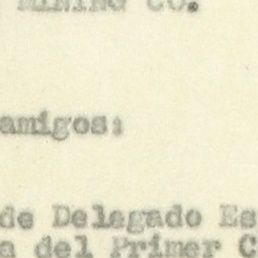 MINING CO.
amigos:
de Delegado Es
a del Primer C